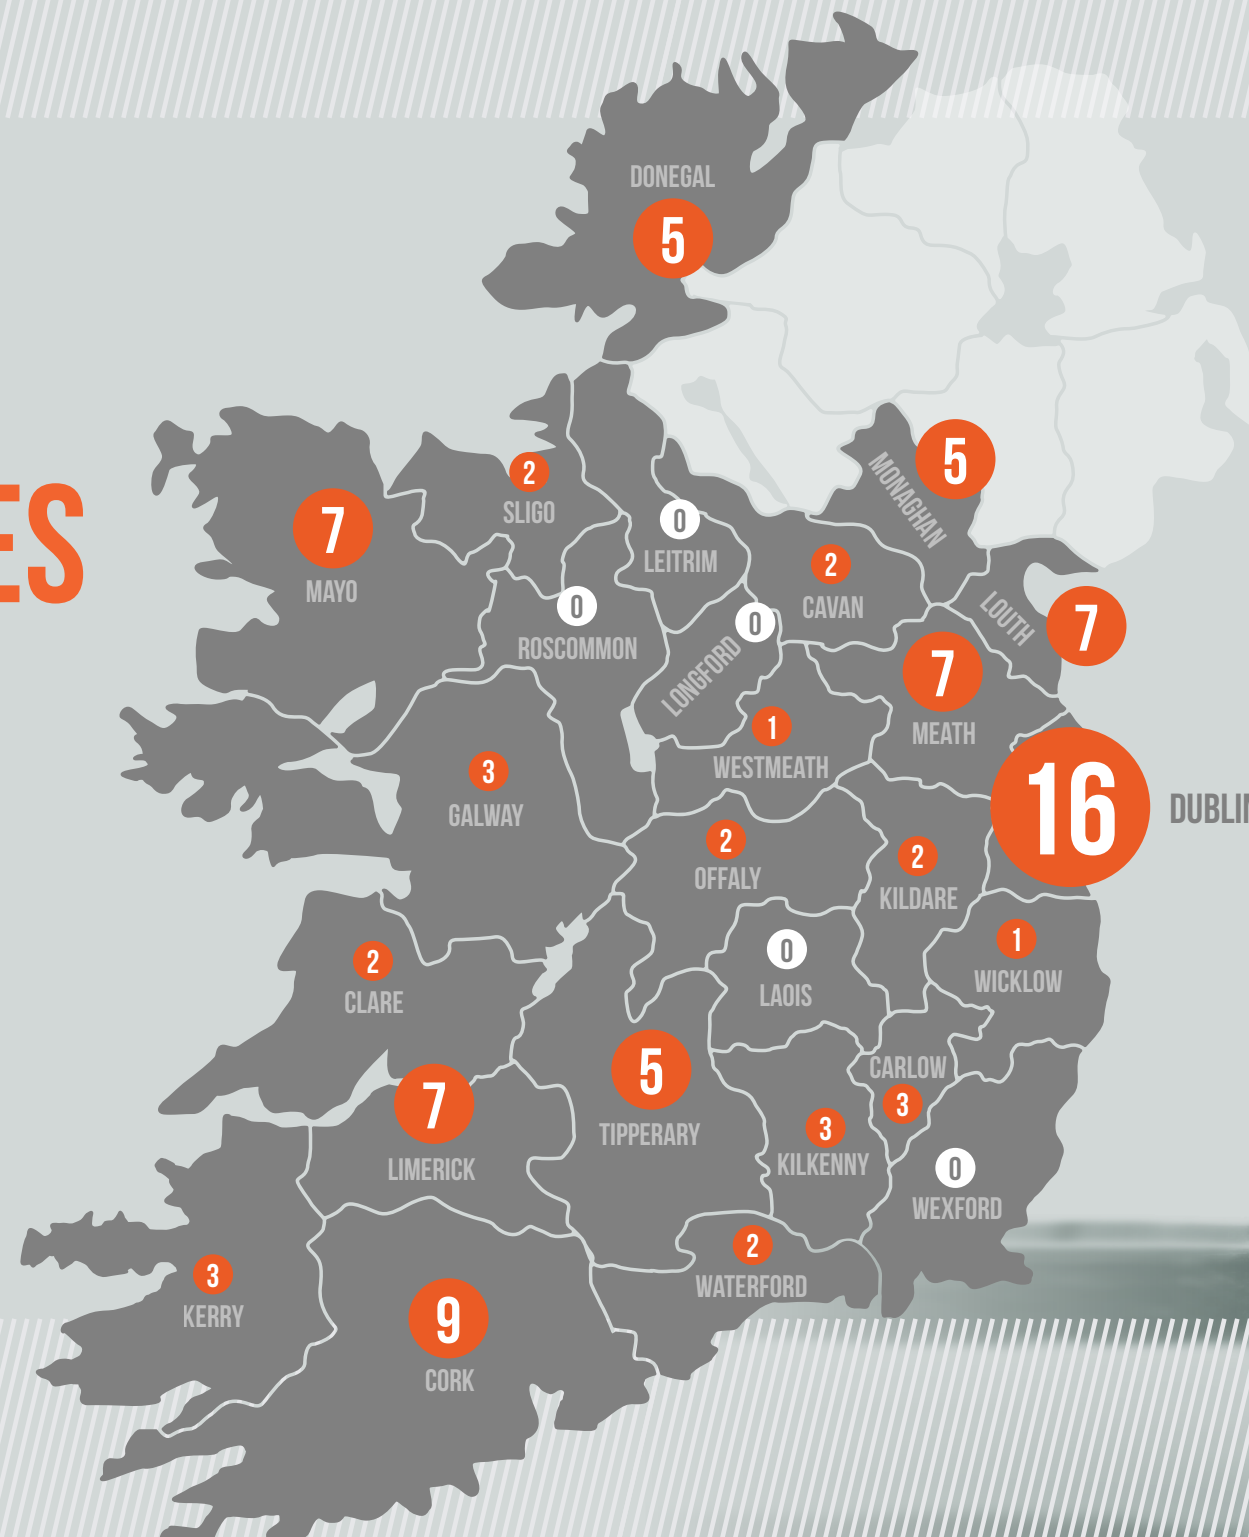 DONEGAL
5
5
MONAGHAN
2
SLIGO
ES
7
MAYO
0
LEITRIM
2
CAVAN
0
ROSCOMMON
0
LONGFORD
LOUTH
7
7
MEATH
1
WESTMEATH
3
GALWAY
16
DUBLIN
2
OFFALY
2
KILDARE
0
LAOIS
1
WICKLOW
2
CLARE
CARLOW
3
5
TIPPERARY
7
LIMERICK
3
KILKENNY
0
WEXFORD
2
WATERFORD
3
KERRY
9
CORK